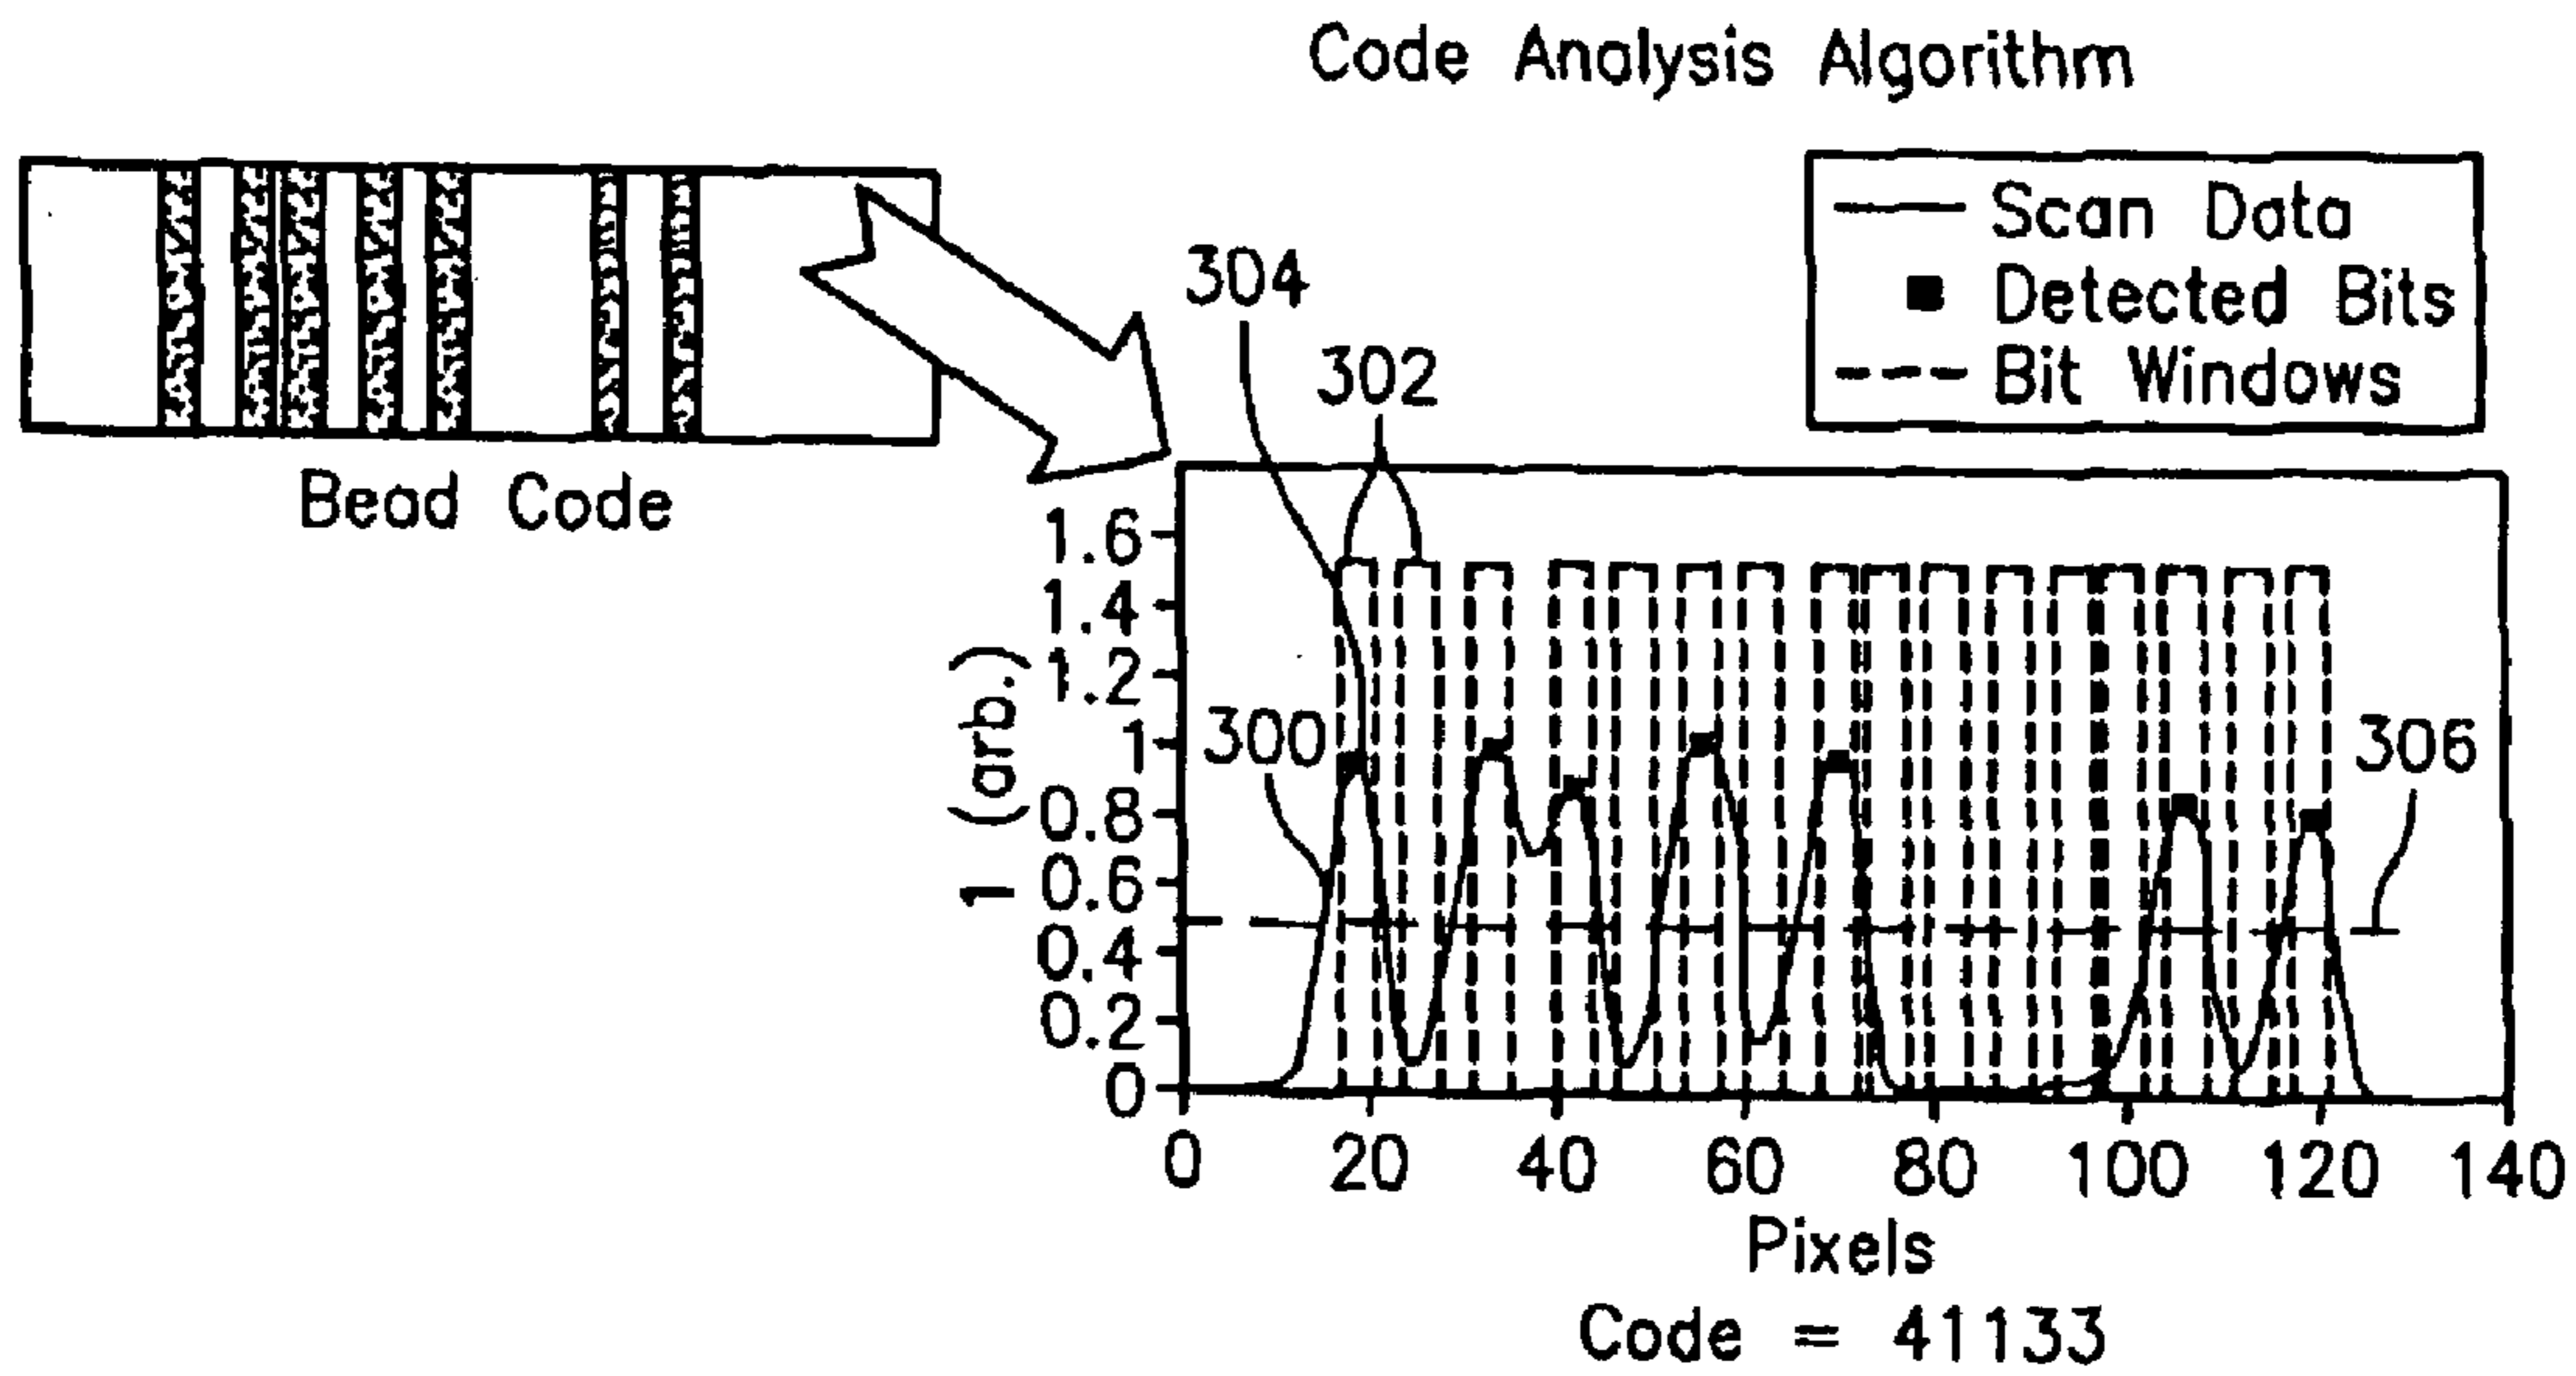 Code Analysis Algorithm
Scan Data
Detected Bits
Bit Windows
Bead Code
304
302
300
306
1 (arb.)
1.6
1.4
1.2
1
0.8
0.6
0.4
0.2
0
0 20 40 60 80 100 120 140
Pixels
Code = 41133